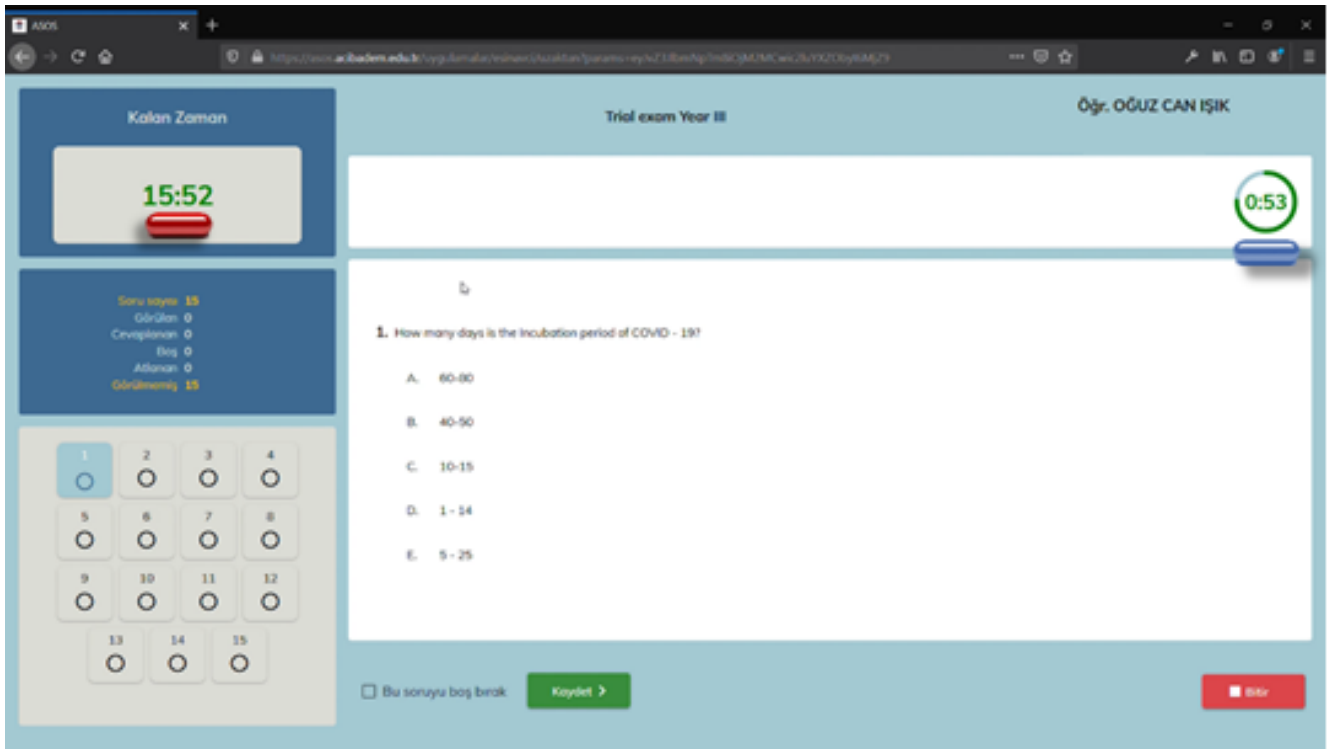 ASOS
acibadem.edu.tr
Kalan Zaman
15:52
Trial exam Year III
Öğr. OĞUZ CAN IŞIK
0:53
Soru sayısı 15
Görülen 0
Cevaplanan 0
Boş 0
Atlanan 0
Görülmemiş 15
1 2 3 4
5 6 7 8
9 10 11 12
13 14 15
1. How many days is the Incubation period of COVID - 19?
A. 60-80
B. 40-50
C. 10-15
D. 1 - 14
E. 5 - 25
Bu soruyu boş bırak
Kaydet >
Bitir